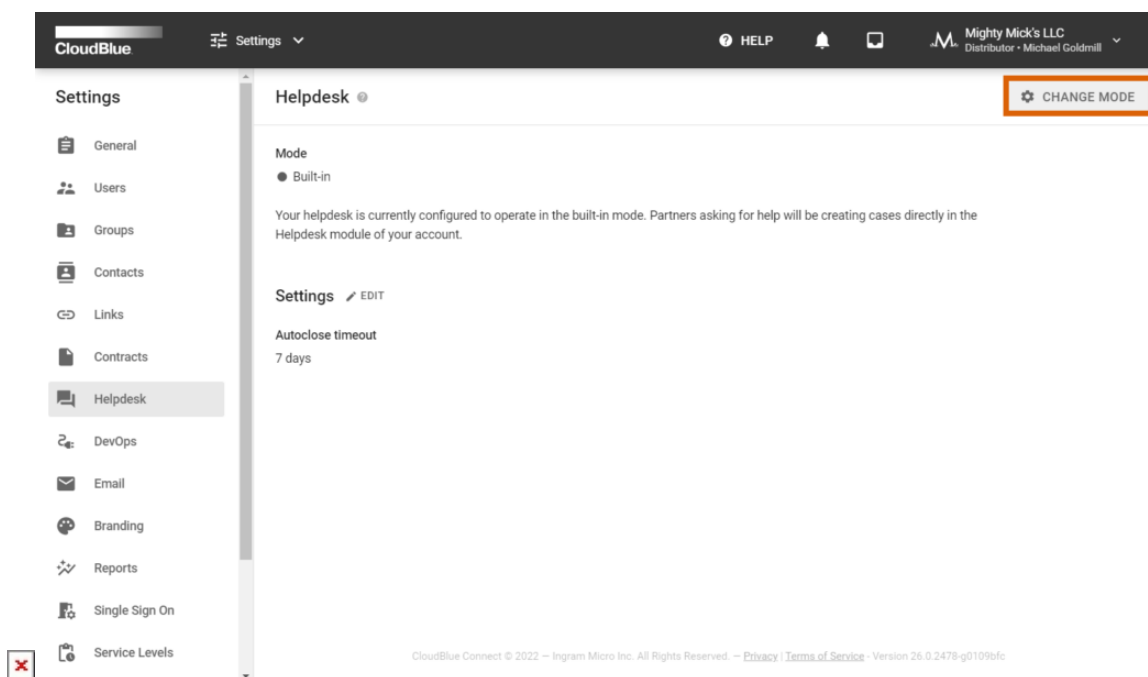 CloudBlue.
Settings
HELP
Mighty Mick's LLC
Distributor • Michael Goldmill
Settings
General
Users
Groups
Contacts
Links
Contracts
Helpdesk
DevOps
Email
Branding
Reports
Single Sign On
Service Levels
Helpdesk
CHANGE MODE
Mode
Built-in
Your helpdesk is currently configured to operate in the built-in mode. Partners asking for help will be creating cases directly in the
Helpdesk module of your account.
Settings EDIT
Autoclose timeout
7 days
CloudBlue Connect © 2022 — Ingram Micro Inc. All Rights Reserved. — Privacy | Terms of Service - Version 26.0.2478-g0109bfc